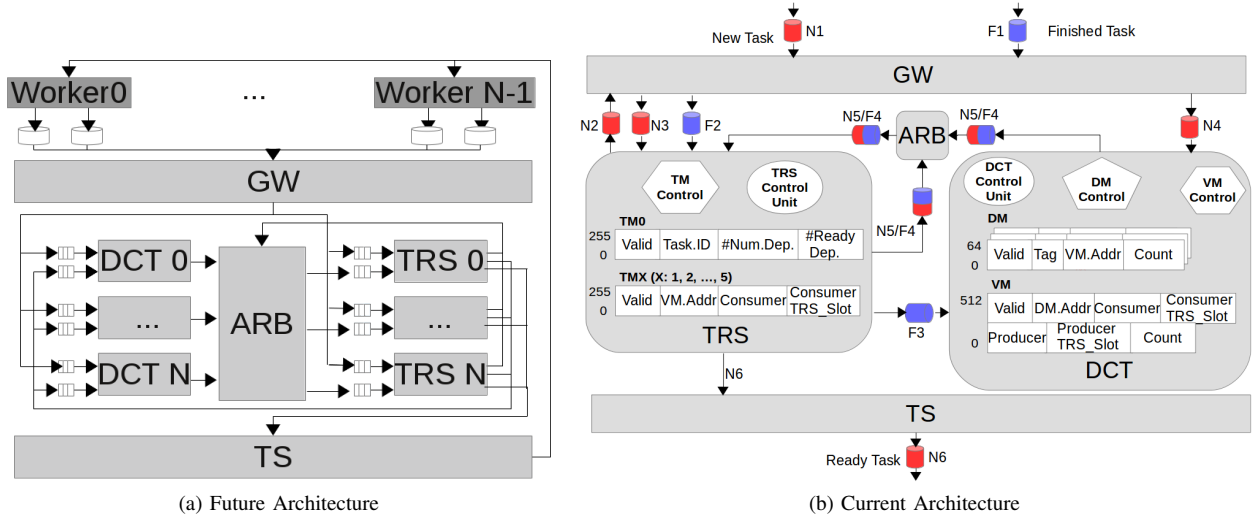 Worker0
...
Worker N-1
GW
DCT 0
...
DCT N
ARB
TRS 0
...
TRS N
TS
(a) Future Architecture
New Task
N1
F1
Finished Task
GW
N2
N3
F2
N5/F4
ARB
N5/F4
N4
TM
Control
TRS
Control
Unit
TM0
255
0
Valid
Task.ID
#Num.Dep.
#Ready
Dep.
TMX (X: 1, 2, ..., 5)
255
0
Valid
VM.Addr
Consumer
Consumer
TRS_Slot
TRS
N5/F4
F3
DCT
Control
Unit
DM
Control
VM
Control
DM
64
0
Valid
Tag
VM.Addr
Count
VM
512
0
Valid
DM.Addr
Consumer
Consumer
TRS_Slot
Producer
Producer
TRS_Slot
Count
DCT
N6
TS
Ready Task
N6
(b) Current Architecture